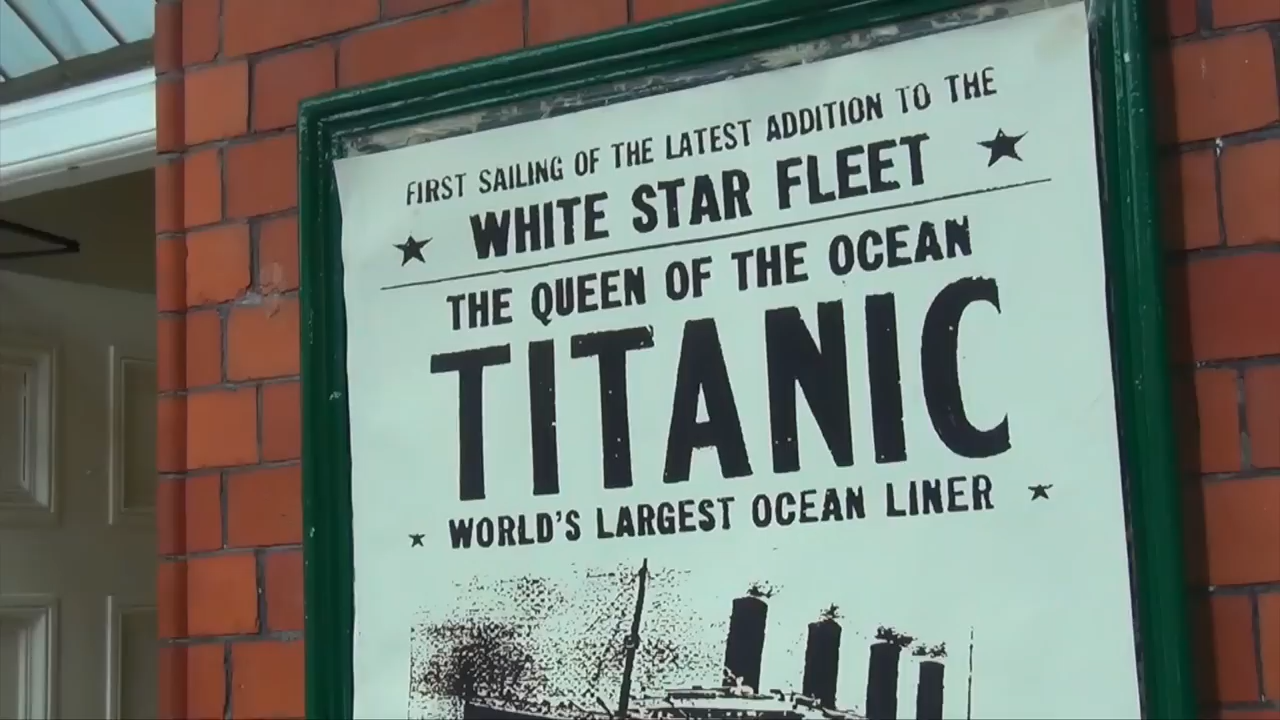 FIRST SAILING OF THE LATEST ADDITION TO THE
WHITE STAR FLEET
THE QUEEN OF THE OCEAN
TITANIC
WORLD'S LARGEST OCEAN LINER